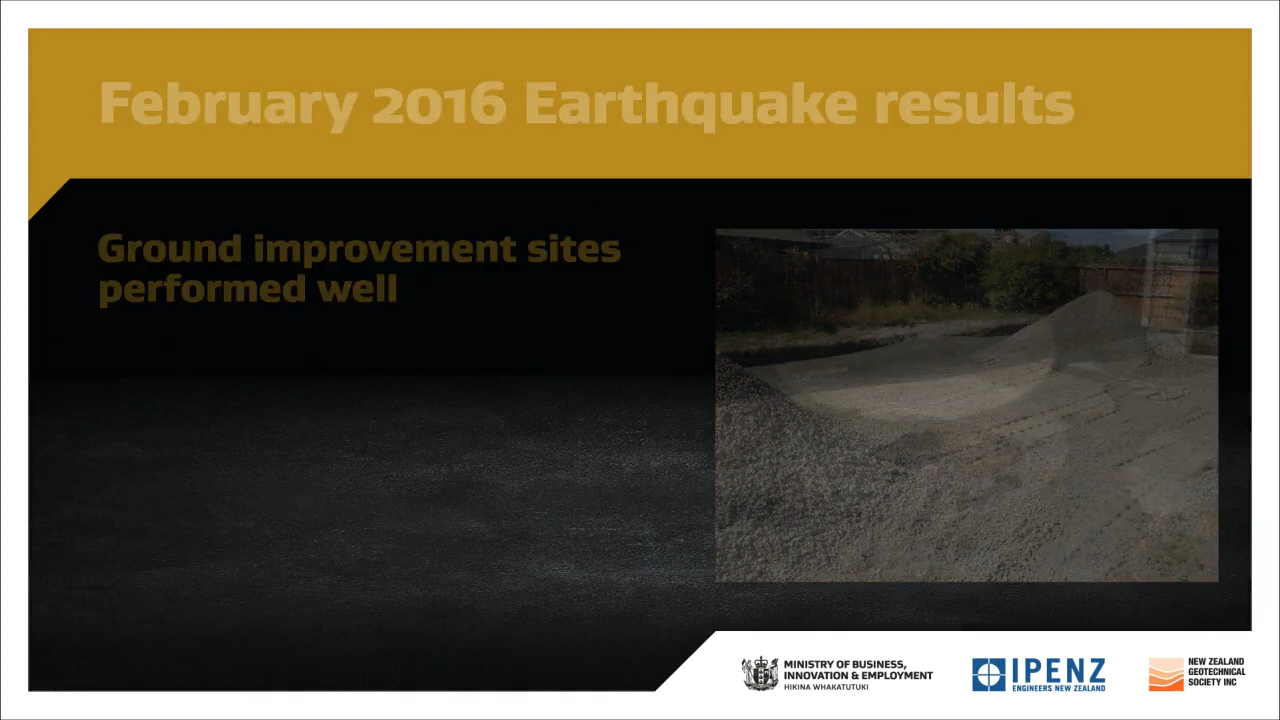 February 2016 Earthquake results
Ground improvement sites
performed well
MINISTRY OF BUSINESS,
INNOVATION & EMPLOYMENT
HIKINA WHAKATUTUKI
IPENZ
ENGINEERS NEW ZEALAND
NEW ZEALAND
GEOTECHNICAL
SOCIETY INC